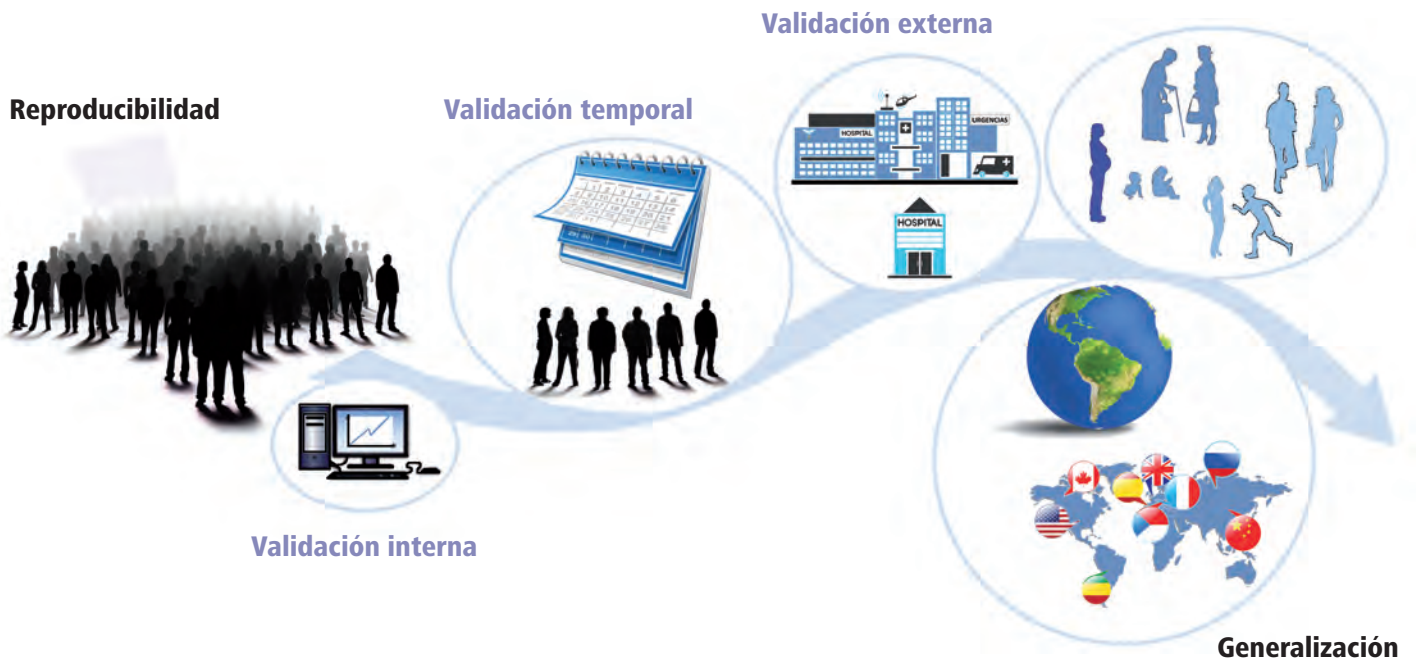 Validación externa
Reproducibilidad
Validación temporal
HOSPITAL
URGENCIAS
HOSPITAL
Validación interna
Generalización